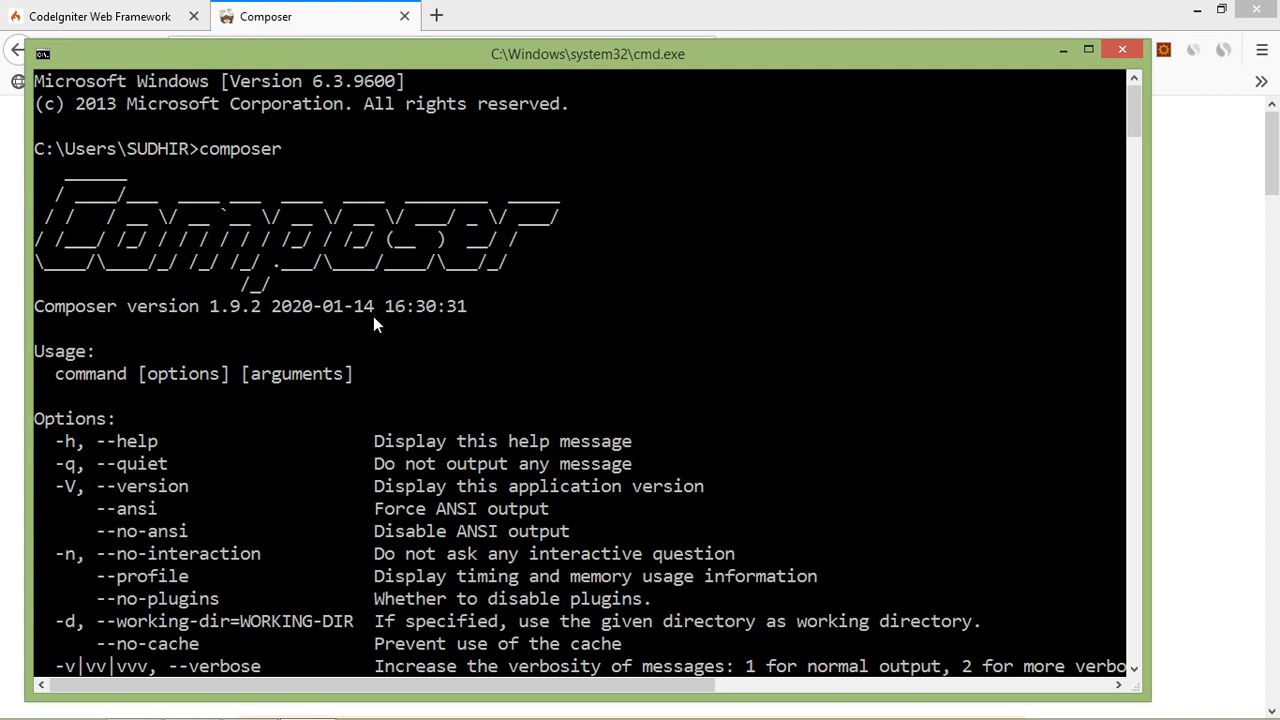 CodeIgniter Web Framework
Composer
C:\Windows\system32\cmd.exe
Microsoft Windows [Version 6.3.9600]
(c) 2013 Microsoft Corporation. All rights reserved.
C:\Users\SUDHIR>composer
Composer
Composer version 1.9.2 2020-01-14 16:30:31
Usage:
command [options] [arguments]
Options:
-h, --help Display this help message
-q, --quiet Do not output any message
-V, --version Display this application version
--ansi Force ANSI output
--no-ansi Disable ANSI output
-n, --no-interaction Do not ask any interactive question
--profile Display timing and memory usage information
--no-plugins Whether to disable plugins.
-d, --working-dir=WORKING-DIR If specified, use the given directory as working directory.
--no-cache Prevent use of the cache
-v|vv|vvv, --verbose Increase the verbosity of messages: 1 for normal output, 2 for more verbo